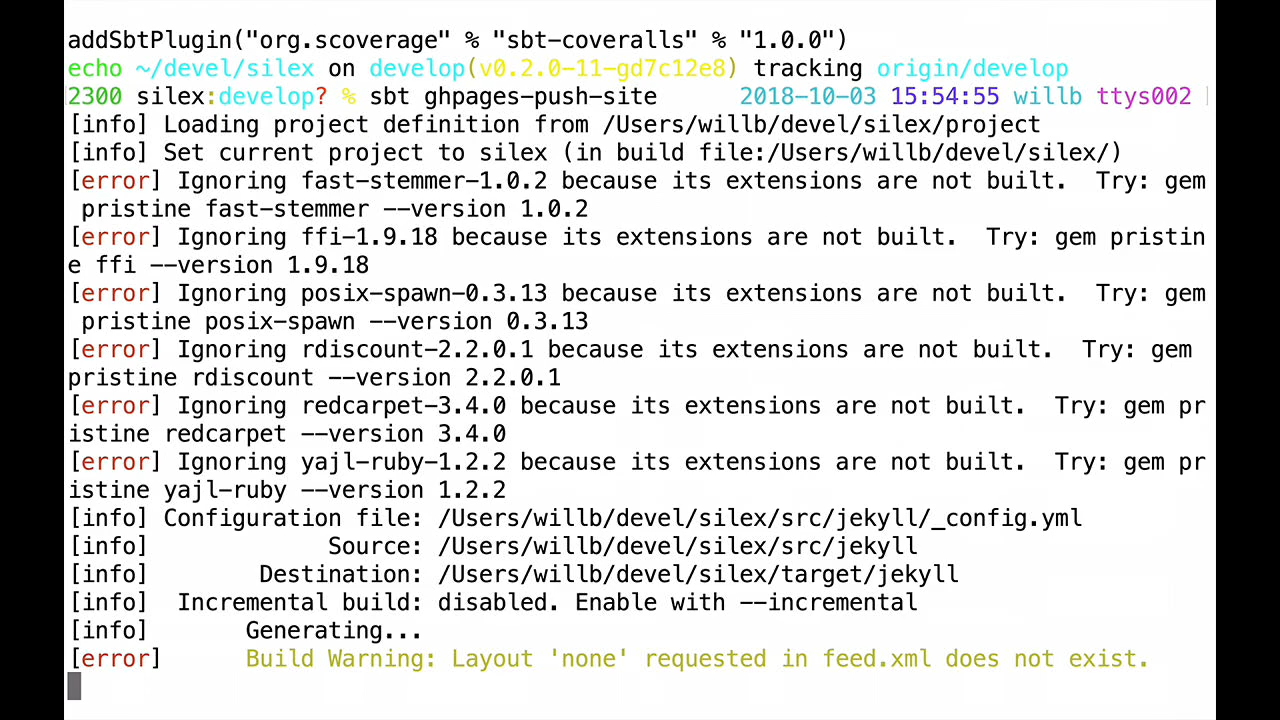 addSbtPlugin("org.scoverage" % "sbt-coveralls" % "1.0.0")
echo ~/devel/silex on develop(v0.2.0-11-gd7c12e8) tracking origin/develop
2300 silex:develop? % sbt ghpages-push-site 2018-10-03 15:54:55 willb ttys002
[info] Loading project definition from /Users/willb/devel/silex/project
[info] Set current project to silex (in build file:/Users/willb/devel/silex/)
[error] Ignoring fast-stemmer-1.0.2 because its extensions are not built.  Try: gem
 pristine fast-stemmer --version 1.0.2
[error] Ignoring ffi-1.9.18 because its extensions are not built.  Try: gem pristin
e ffi --version 1.9.18
[error] Ignoring posix-spawn-0.3.13 because its extensions are not built.  Try: gem
 pristine posix-spawn --version 0.3.13
[error] Ignoring rdiscount-2.2.0.1 because its extensions are not built.  Try: gem
pristine rdiscount --version 2.2.0.1
[error] Ignoring redcarpet-3.4.0 because its extensions are not built.  Try: gem pr
istine redcarpet --version 3.4.0
[error] Ignoring yajl-ruby-1.2.2 because its extensions are not built.  Try: gem pr
istine yajl-ruby --version 1.2.2
[info] Configuration file: /Users/willb/devel/silex/src/jekyll/_config.yml
[info]             Source: /Users/willb/devel/silex/src/jekyll
[info]        Destination: /Users/willb/devel/silex/target/jekyll
[info]  Incremental build: disabled. Enable with --incremental
[info]       Generating...
[error]      Build Warning: Layout 'none' requested in feed.xml does not exist.